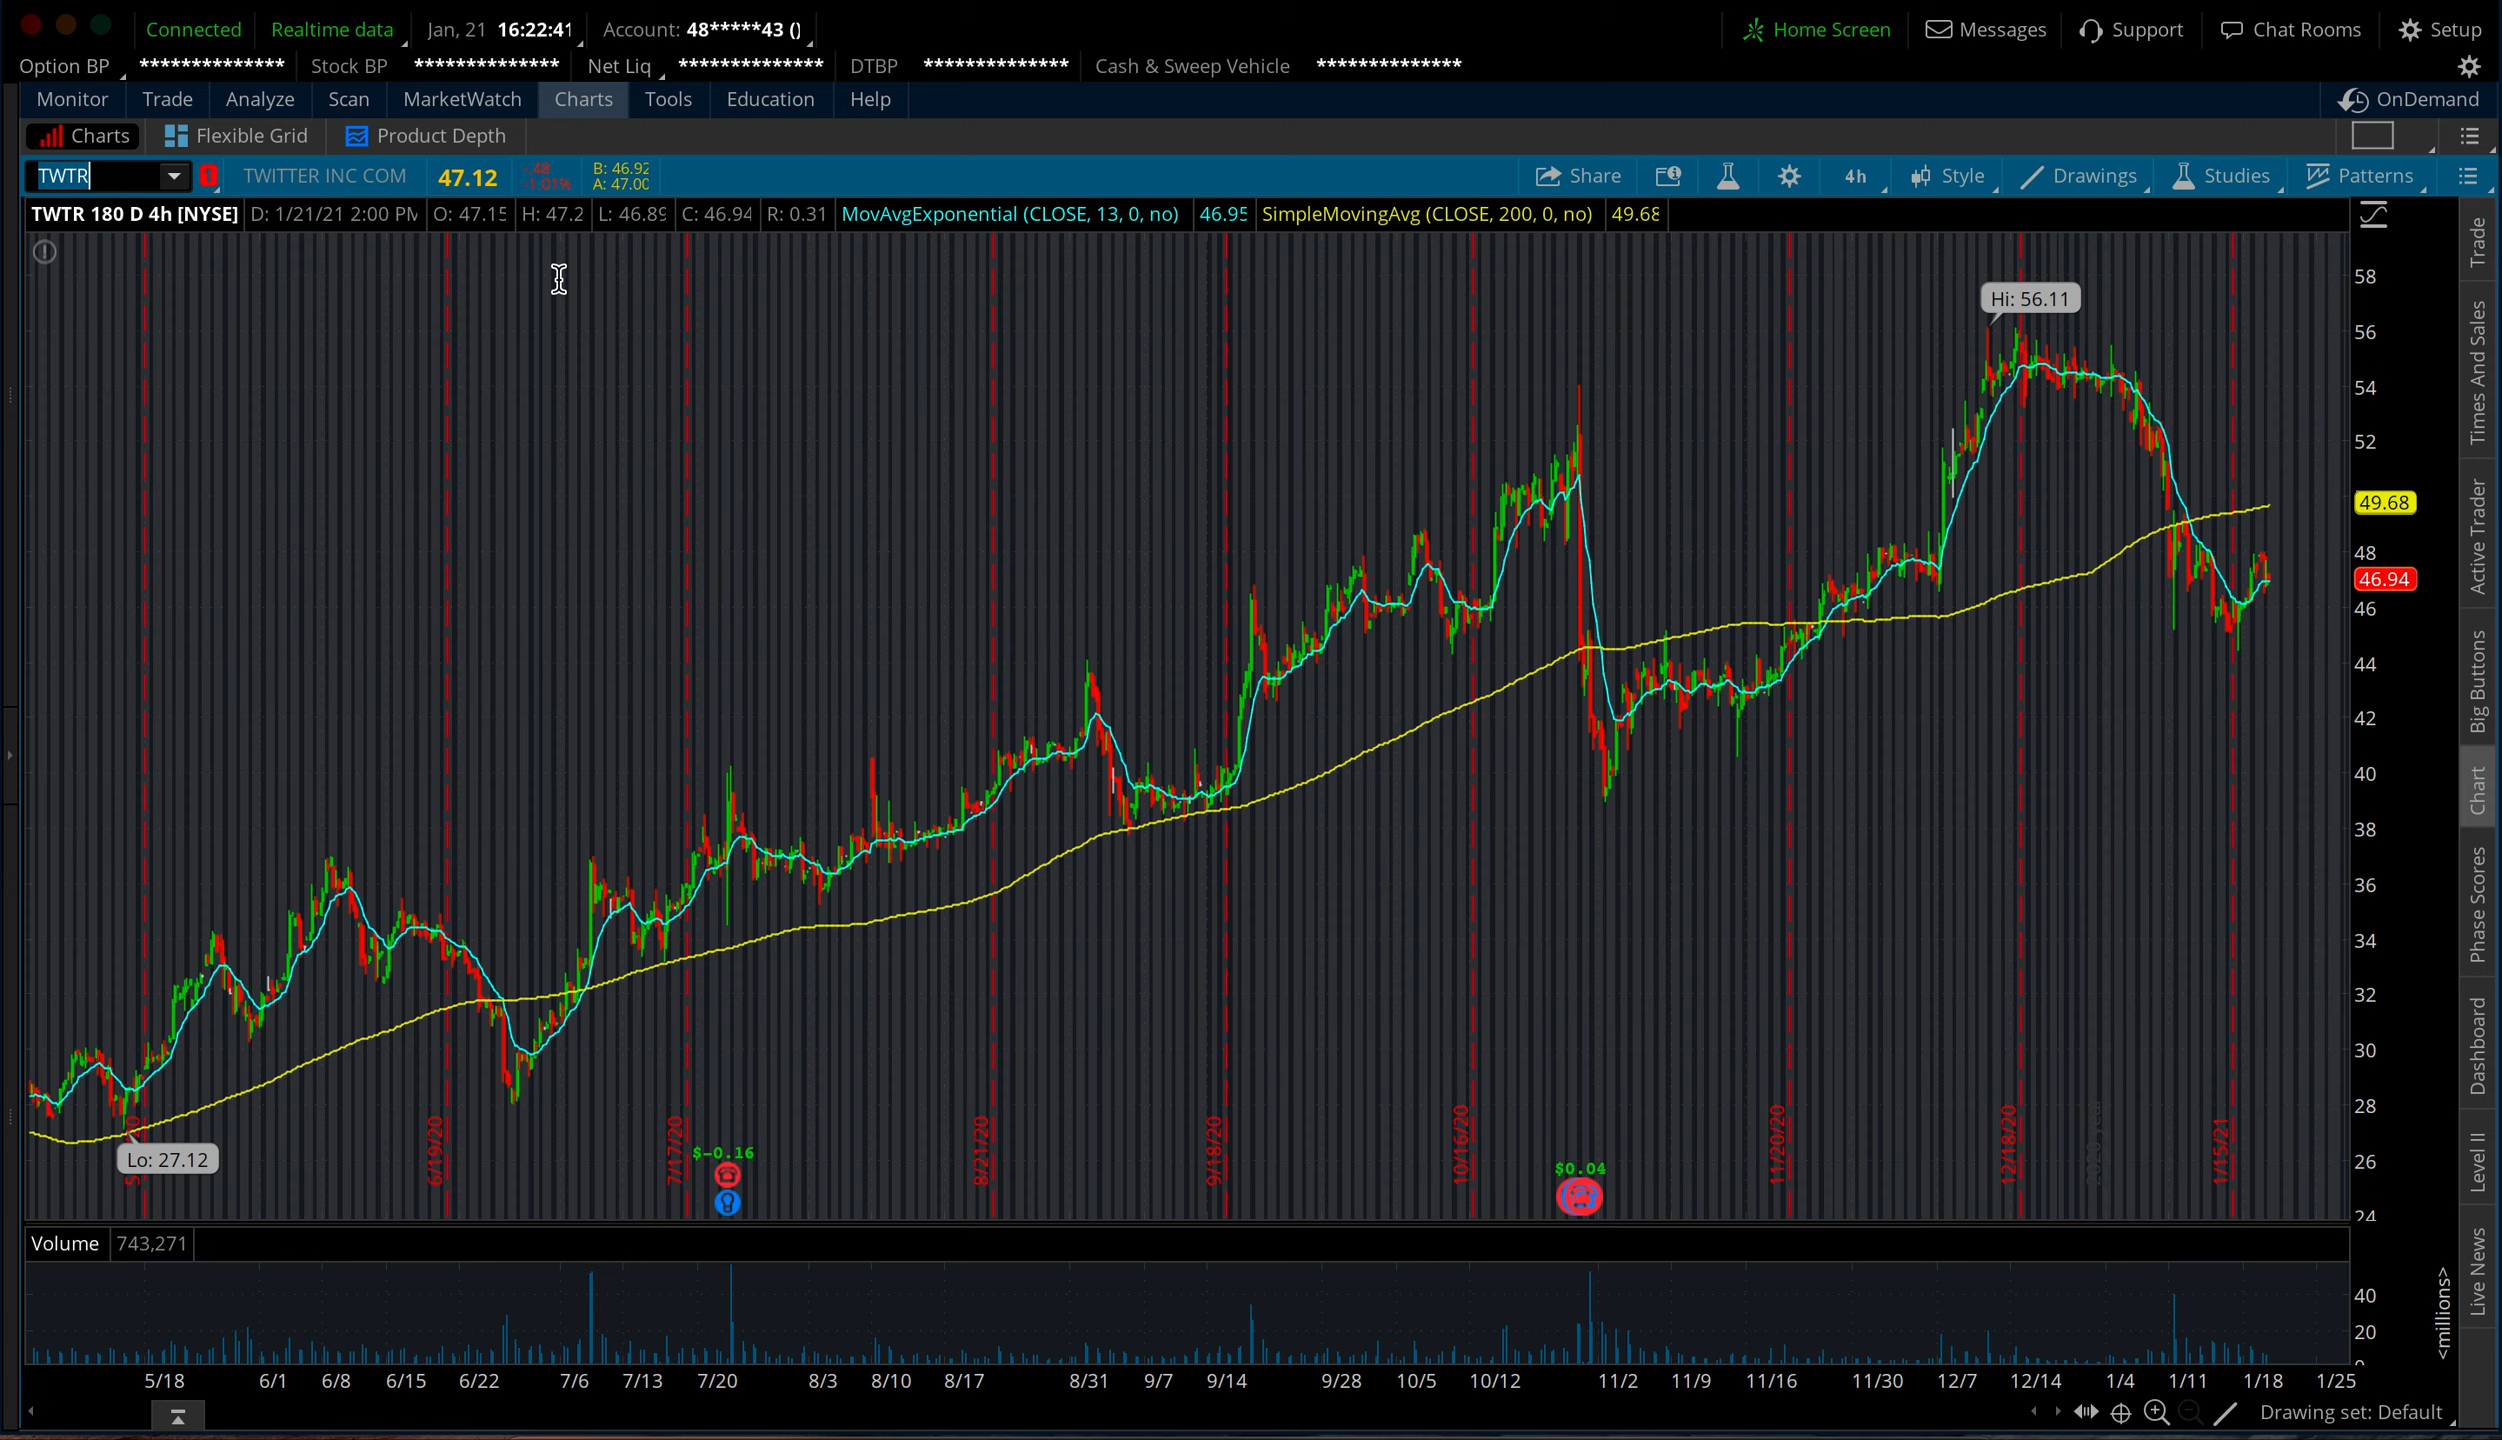 Connected Realtime data Jan, 21 16:22:41 Account: 48*****43 () Home Screen Messages Support Chat Rooms Setup
Option BP ************** Stock BP ************** Net Liq ************** DTBP ************** Cash & Sweep Vehicle **************
Monitor Trade Analyze Scan MarketWatch Charts Tools Education Help OnDemand
Charts Flexible Grid Product Depth
TWTR 1 TWITTER INC COM 47.12 -.48 -1.01% B: 46.92 A: 47.00 Share 4h Style Drawings Studies Patterns
TWTR 180 D 4h [NYSE] D: 1/21/21 2:00 PM O: 47.15 H: 47.2 L: 46.89 C: 46.94 R: 0.31 MovAvgExponential (CLOSE, 13, 0, no) 46.95 SimpleMovingAvg (CLOSE, 200, 0, no) 49.68
Hi: 56.11
Lo: 27.12
58
56
54
52
49.68
48
46.94
46
44
42
40
38
36
34
32
30
28
26
24
6/19/20
7/17/20
8/21/20
9/18/20
10/16/20
11/20/20
12/18/20
2020 year
1/15/21
$-0.16
$0.04
Volume 743,271
40
20
<millions>
5/18 6/1 6/8 6/15 6/22 7/6 7/13 7/20 8/3 8/10 8/17 8/31 9/7 9/14 9/28 10/5 10/12 11/2 11/9 11/16 11/30 12/7 12/14 1/4 1/11 1/18 1/25
Drawing set: Default
Trade
Times And Sales
Active Trader
Big Buttons
Chart
Phase Scores
Dashboard
Level II
Live News